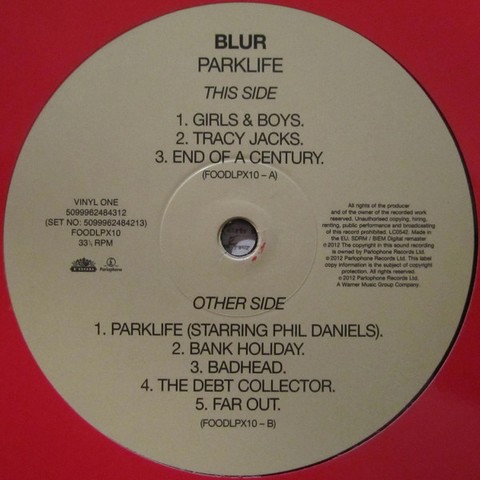 BLUR
PARKLIFE
THIS SIDE
1. GIRLS & BOYS.
2. TRACY JACKS.
3. END OF A CENTURY.
(FOODLPX10 – A)
VINYL ONE
5099962484312
(SET NO: 5099962484213)
FOODLPX10
33⅓ RPM
Parlophone
All rights of the producer
and of the owner of the recorded work
reserved. Unauthorised copying, hiring,
renting, public performance and broadcasting
of this record prohibited. LC0542. Made in
the EU. SDRM / BIEM Digital remaster
℗2012 The copyright in this sound recording
is owned by Parlophone Records Ltd.
©2012 Parlophone Records Ltd. This label
copy information is the subject of copyright
protection. All rights reserved.
©2012 Parlophone Records Ltd.
A Warner Music Group Company.
OTHER SIDE
1. PARKLIFE (STARRING PHIL DANIELS).
2. BANK HOLIDAY.
3. BADHEAD.
4. THE DEBT COLLECTOR.
5. FAR OUT.
(FOODLPX10 – B)